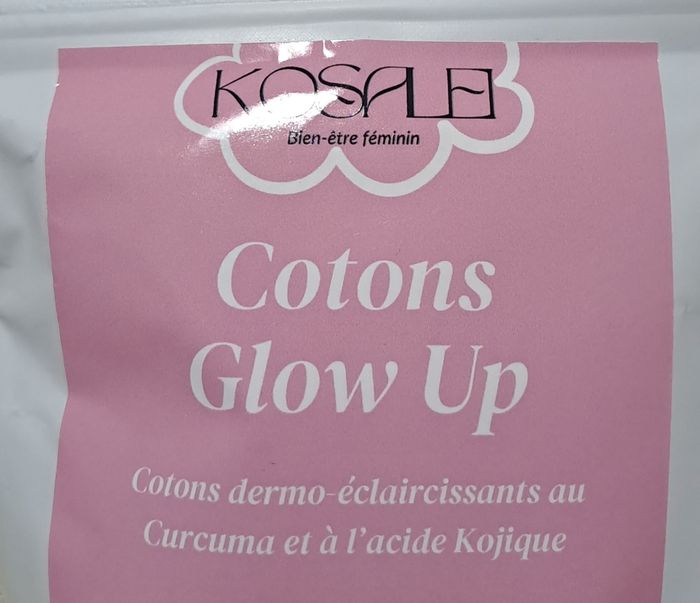 KOSALEI
Bien-être féminin
Cotons
Glow Up
Cotons dermo-éclaircissants au
Curcuma et à l'acide Kojique